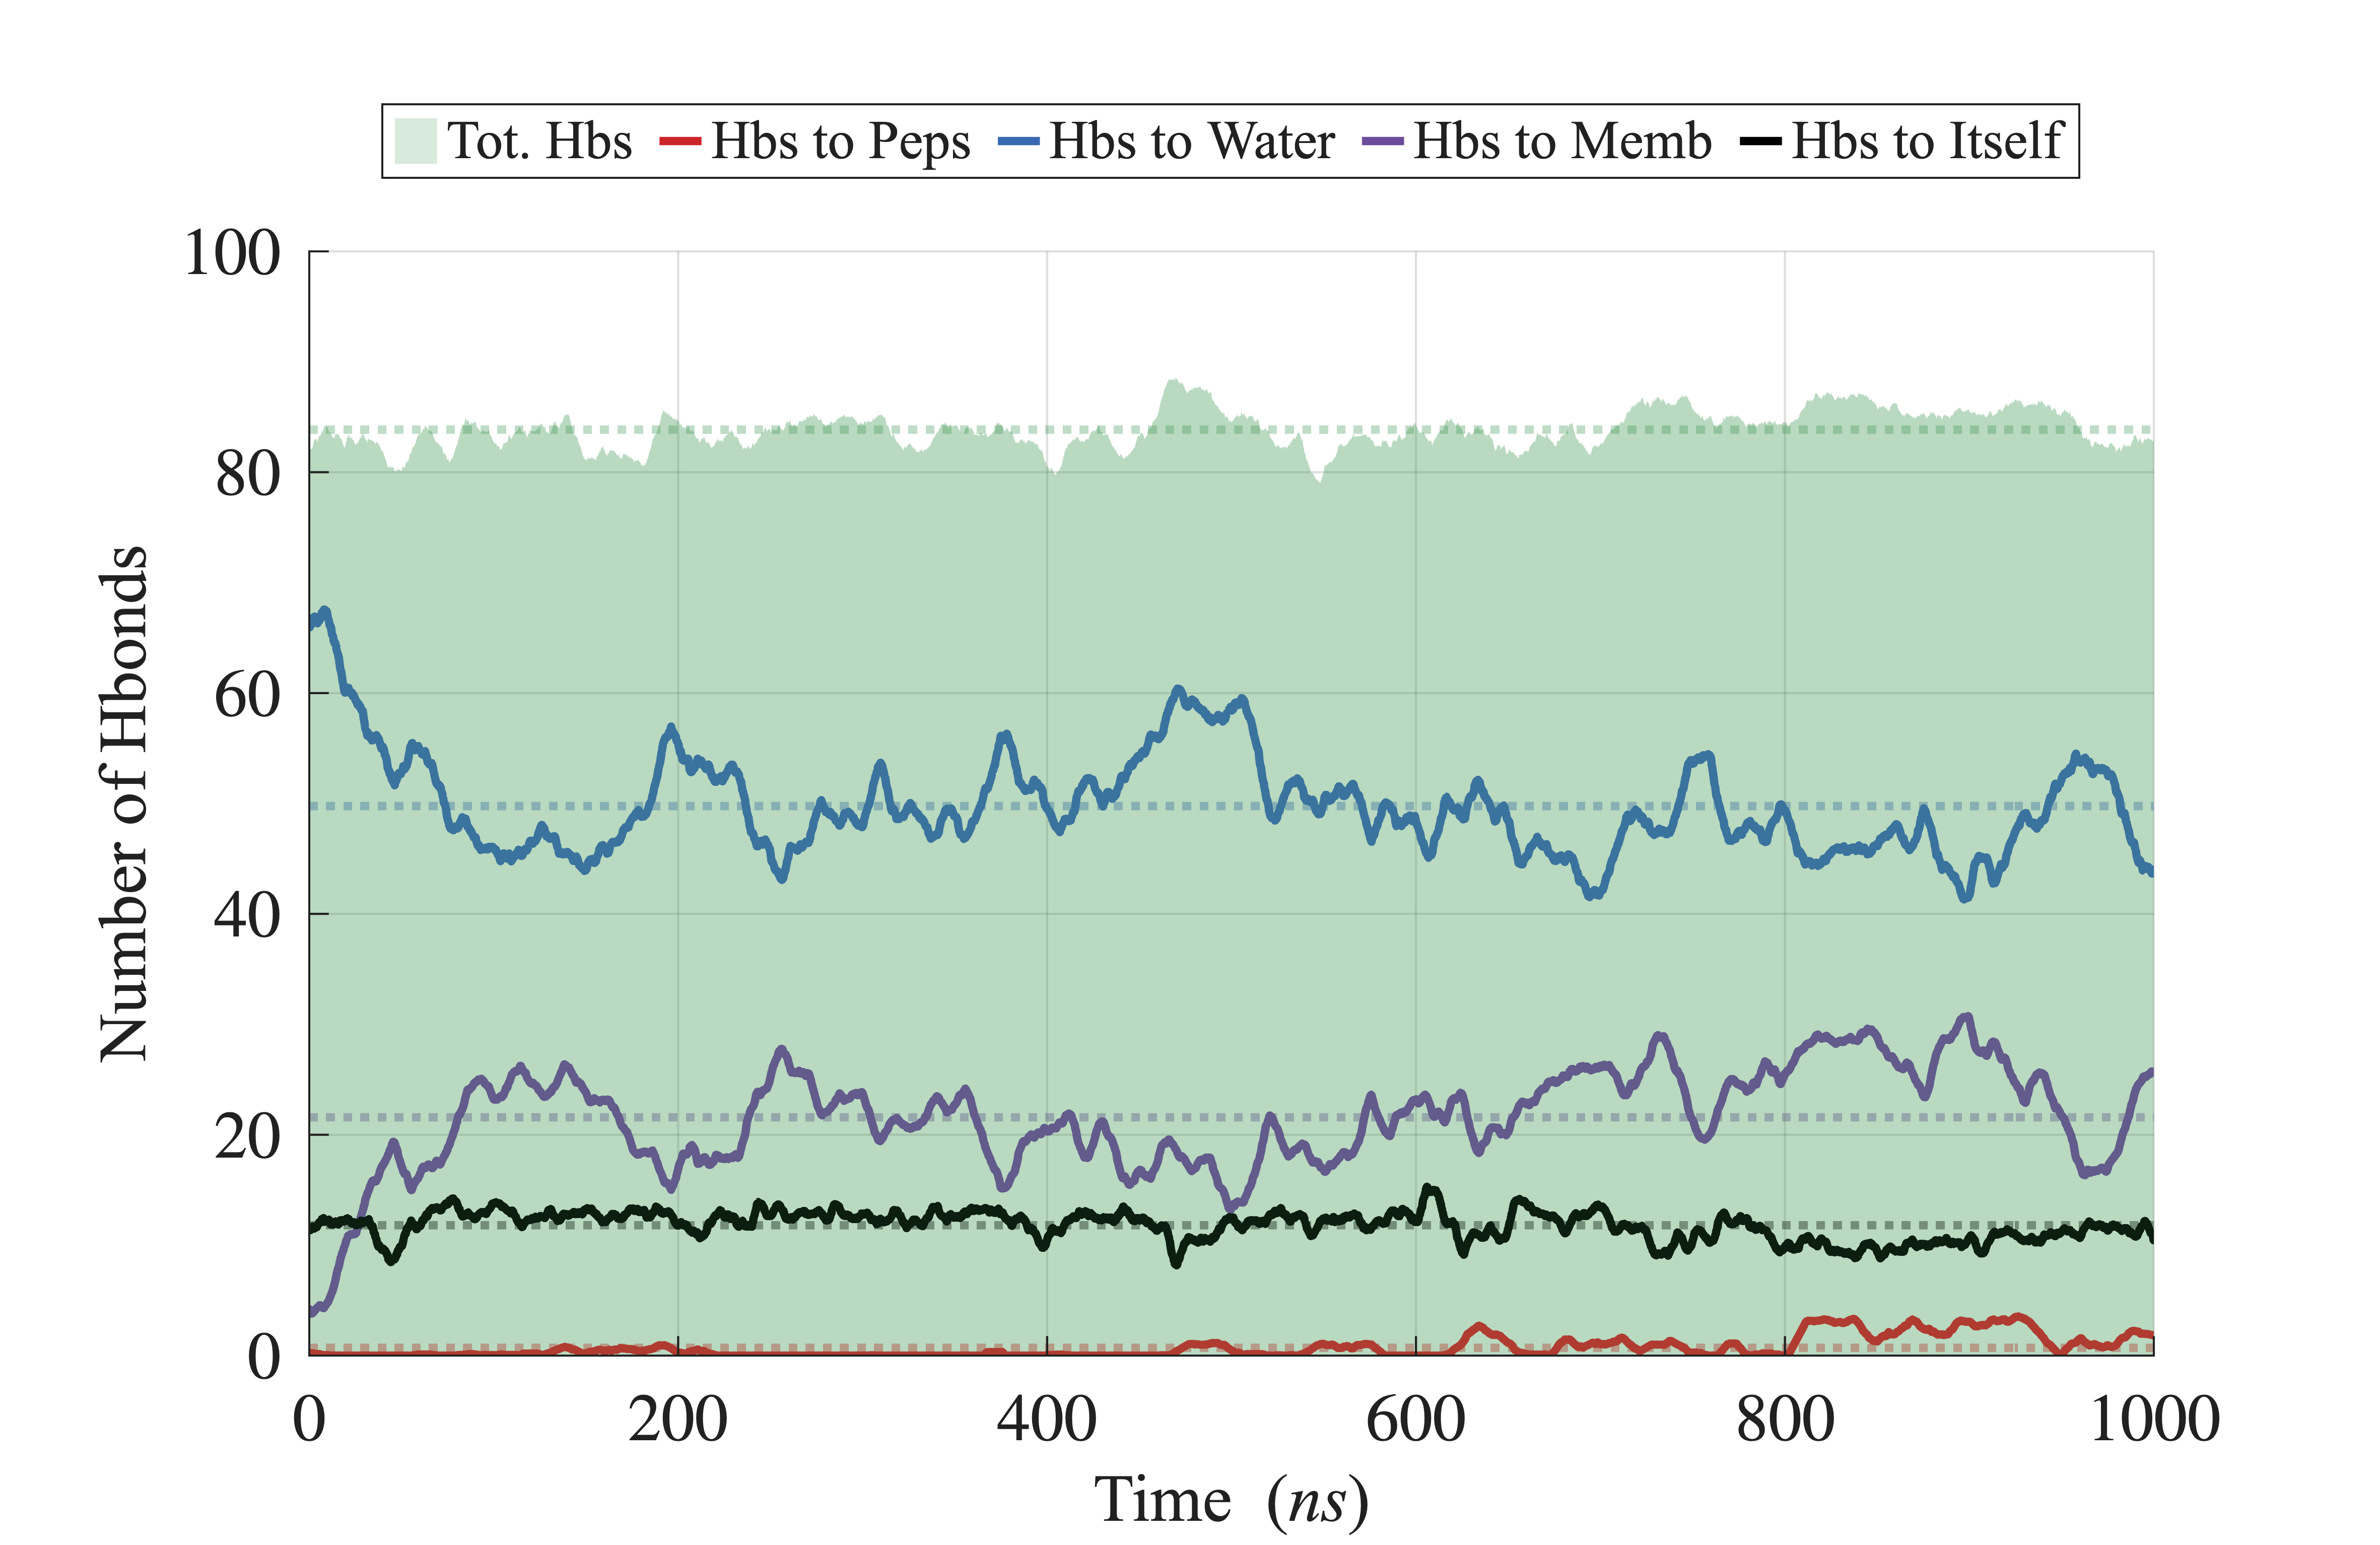 Tot. Hbs Hbs to Peps Hbs to Water Hbs to Memb Hbs to Itself
100
80
60
40
20
0
Number of Hbonds
0 200 400 600 800 1000
Time (ns)